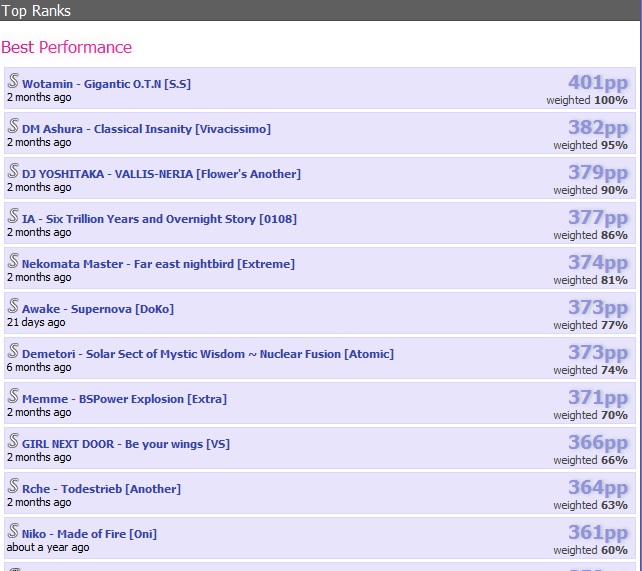 Top Ranks
Best Performance
S Wotamin - Gigantic O.T.N [S.S] 401pp
2 months ago weighted 100%
S DM Ashura - Classical Insanity [Vivacissimo] 382pp
2 months ago weighted 95%
S DJ YOSHITAKA - VALLIS-NERIA [Flower's Another] 379pp
2 months ago weighted 90%
S IA - Six Trillion Years and Overnight Story [0108] 377pp
2 months ago weighted 86%
S Nekomata Master - Far east nightbird [Extreme] 374pp
2 months ago weighted 81%
S Awake - Supernova [DoKo] 373pp
21 days ago weighted 77%
S Demetori - Solar Sect of Mystic Wisdom ~ Nuclear Fusion [Atomic] 373pp
6 months ago weighted 74%
S Memme - BSPower Explosion [Extra] 371pp
2 months ago weighted 70%
S GIRL NEXT DOOR - Be your wings [VS] 366pp
2 months ago weighted 66%
S Rche - Todestrieb [Another] 364pp
2 months ago weighted 63%
S Niko - Made of Fire [Oni] 361pp
about a year ago weighted 60%